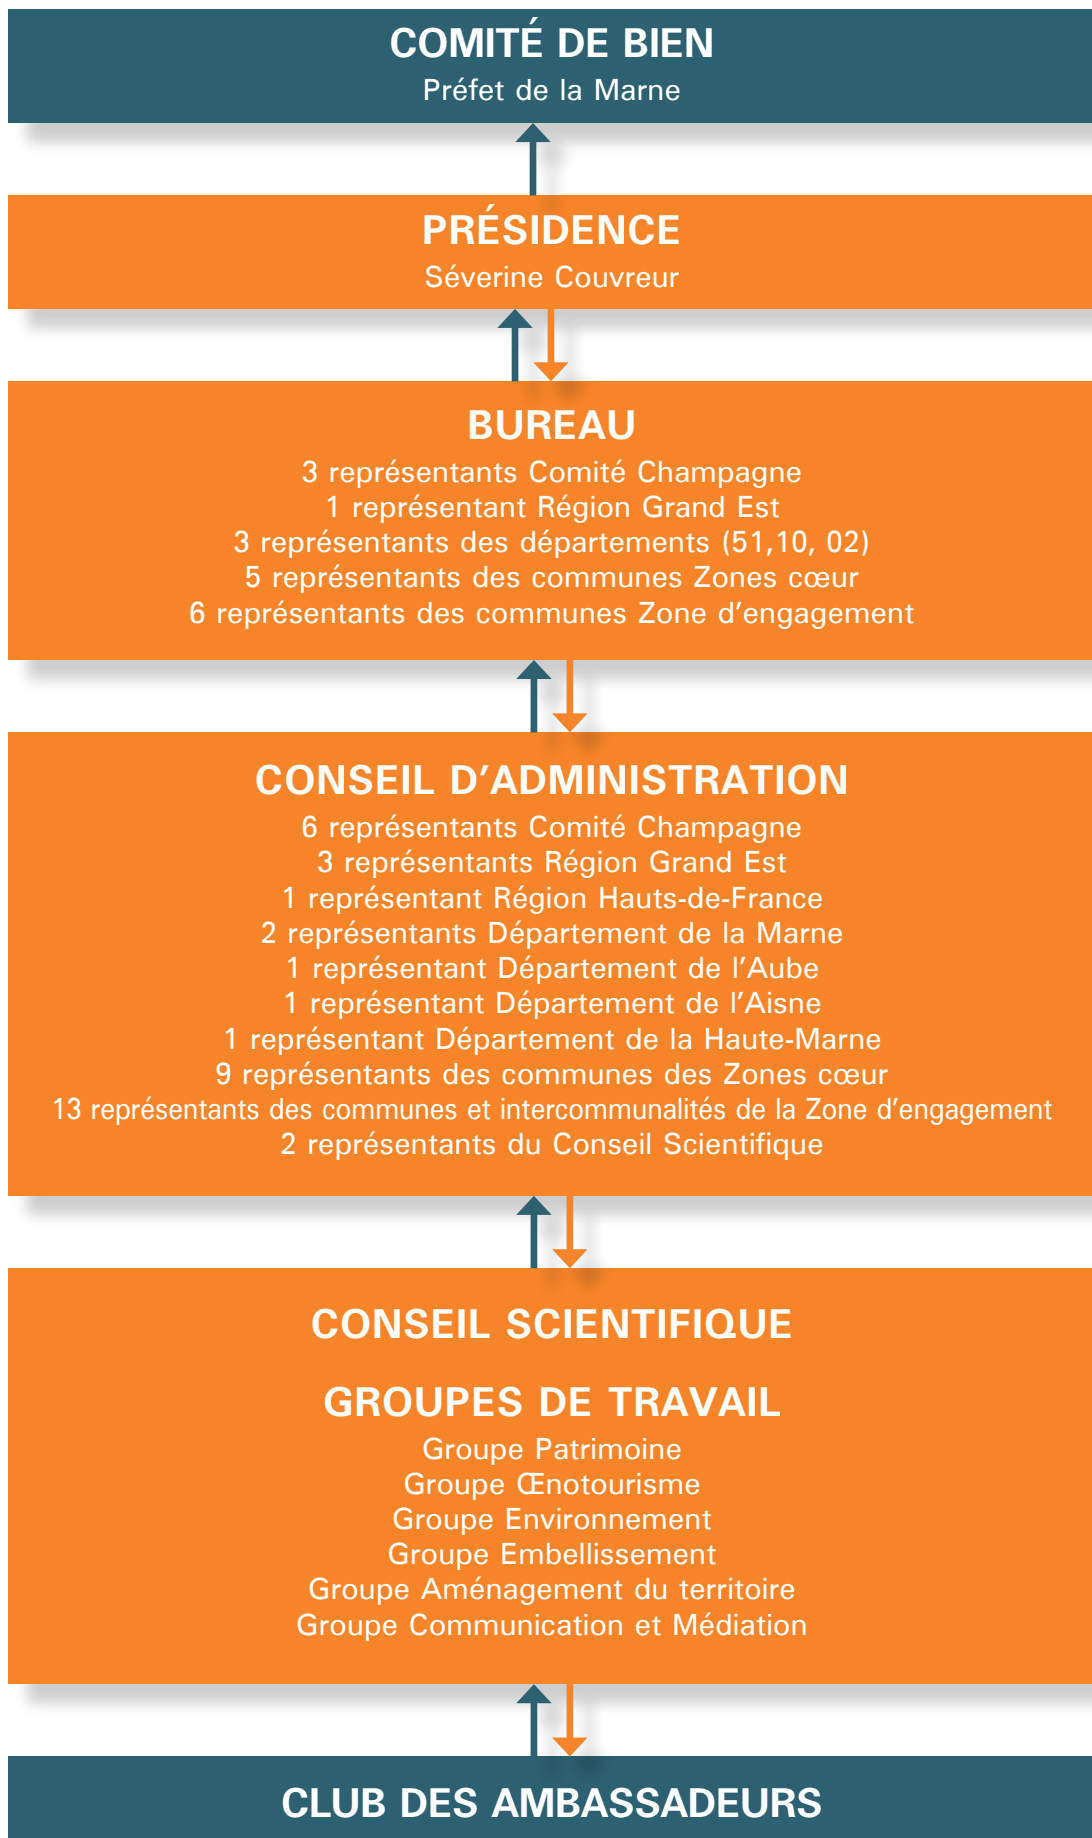 COMITÉ DE BIEN
Préfet de la Marne
PRÉSIDENCE
Séverine Couvreur
BUREAU
3 représentants Comité Champagne
1 représentant Région Grand Est
3 représentants des départements (51,10, 02)
5 représentants des communes Zones cœur
6 représentants des communes Zone d’engagement
CONSEIL D’ADMINISTRATION
6 représentants Comité Champagne
3 représentants Région Grand Est
1 représentant Région Hauts-de-France
2 représentants Département de la Marne
1 représentant Département de l’Aube
1 représentant Département de l’Aisne
1 représentant Département de la Haute-Marne
9 représentants des communes des Zones cœur
13 représentants des communes et intercommunalités de la Zone d’engagement
2 représentants du Conseil Scientifique
CONSEIL SCIENTIFIQUE
GROUPES DE TRAVAIL
Groupe Patrimoine
Groupe Œnotourisme
Groupe Environnement
Groupe Embellissement
Groupe Aménagement du territoire
Groupe Communication et Médiation
CLUB DES AMBASSADEURS